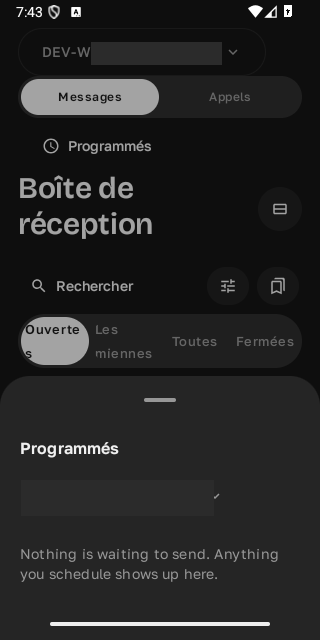 7:43
DEV-W
Messages
Appels
Programmés
Boîte de
réception
Rechercher
Ouverte
s
Les
miennes
Toutes
Fermées
Programmés
Nothing is waiting to send. Anything
you schedule shows up here.